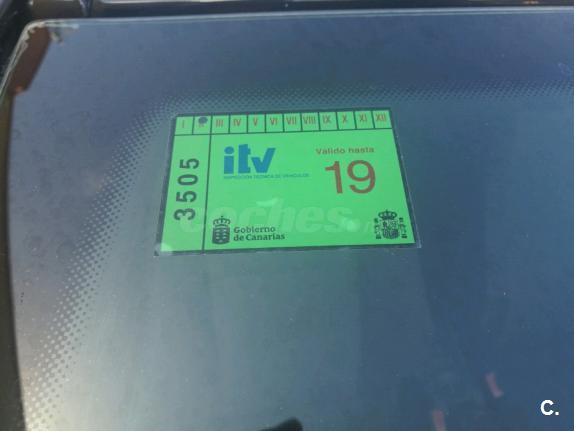 I II III IV V VI VII VIII IX X XI XII
3505
itv
INSPECCIÓN TÉCNICA DE VEHÍCULOS
Válido hasta
19
coches.
Gobierno
de Canarias
C.